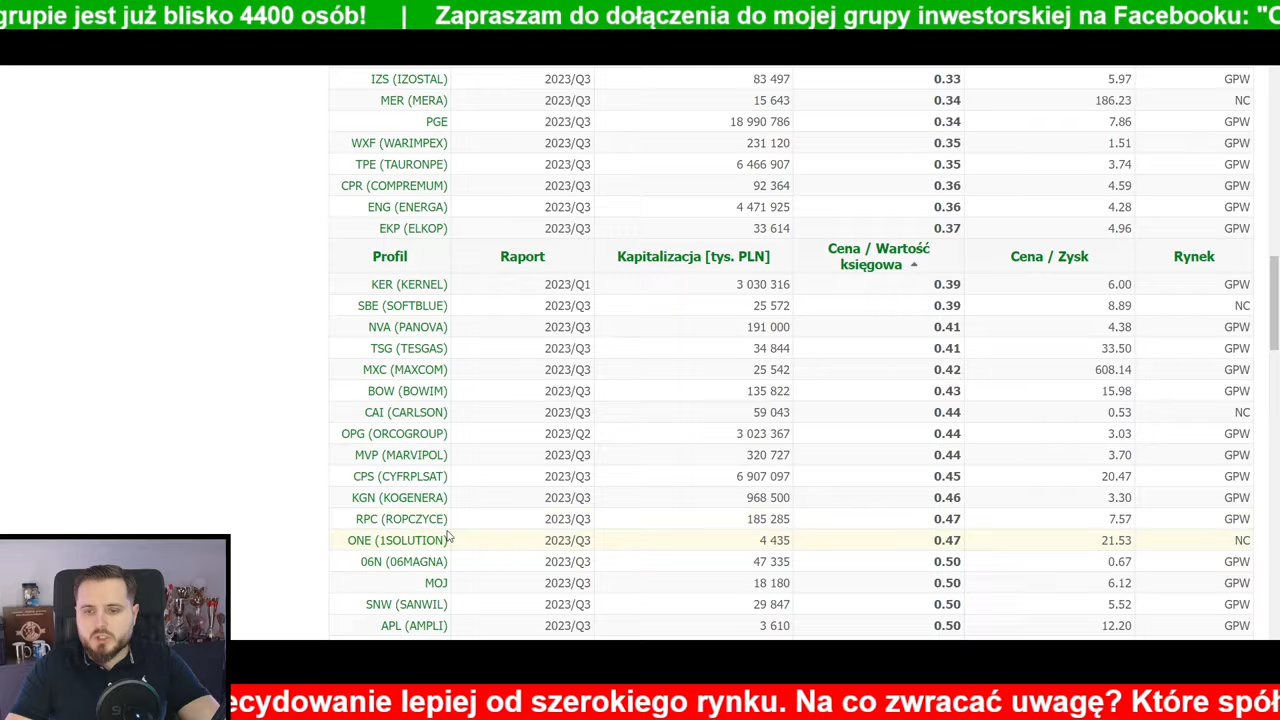 grupie jest już blisko 4400 osób! | Zapraszam do dołączenia do mojej grupy inwestorskiej na Facebooku:
IZS (IZOSTAL) 2023/Q3 83 497 0.33 5.97 GPW
MER (MERA) 2023/Q3 15 643 0.34 186.23 NC
PGE 2023/Q3 18 990 786 0.34 7.86 GPW
WXF (WARIMPEX) 2023/Q3 231 120 0.35 1.51 GPW
TPE (TAURONPE) 2023/Q3 6 466 907 0.35 3.74 GPW
CPR (COMPREMUM) 2023/Q3 92 364 0.36 4.59 GPW
ENG (ENERGA) 2023/Q3 4 471 925 0.36 4.28 GPW
EKP (ELKOP) 2023/Q3 33 614 0.37 4.96 GPW
Profil Raport Kapitalizacja [tys. PLN] Cena / Wartość księgowa Cena / Zysk Rynek
KER (KERNEL) 2023/Q1 3 030 316 0.39 6.00 GPW
SBE (SOFTBLUE) 2023/Q3 25 572 0.39 8.89 NC
NVA (PANOVA) 2023/Q3 191 000 0.41 4.38 GPW
TSG (TESGAS) 2023/Q3 34 844 0.41 33.50 GPW
MXC (MAXCOM) 2023/Q3 25 542 0.42 608.14 GPW
BOW (BOWIM) 2023/Q3 135 822 0.43 15.98 GPW
CAI (CARLSON) 2023/Q3 59 043 0.44 0.53 NC
OPG (ORCOGROUP) 2023/Q2 3 023 367 0.44 3.03 GPW
MVP (MARVIPOL) 2023/Q3 320 727 0.44 3.70 GPW
CPS (CYFRPLSAT) 2023/Q3 6 907 097 0.45 20.47 GPW
KGN (KOGENERA) 2023/Q3 968 500 0.46 3.30 GPW
RPC (ROPCZYCE) 2023/Q3 185 285 0.47 7.57 GPW
ONE (1SOLUTION) 2023/Q3 4 435 0.47 21.53 NC
06N (06MAGNA) 2023/Q3 47 335 0.50 0.67 GPW
MOJ 2023/Q3 18 180 0.50 6.12 GPW
SNW (SANWIL) 2023/Q3 29 847 0.50 5.52 GPW
APL (AMPLI) 2023/Q3 3 610 0.50 12.20 GPW
ecydowanie lepiej od szerokiego rynku. Na co zwracać uwagę? Które spół